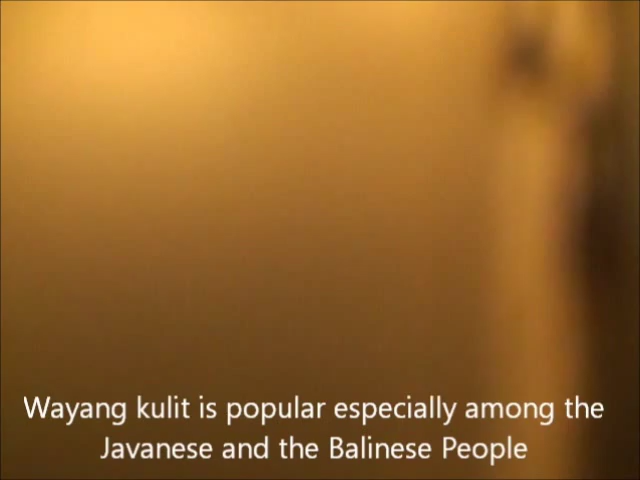 Wayang kulit is popular especially among the
Javanese and the Balinese People